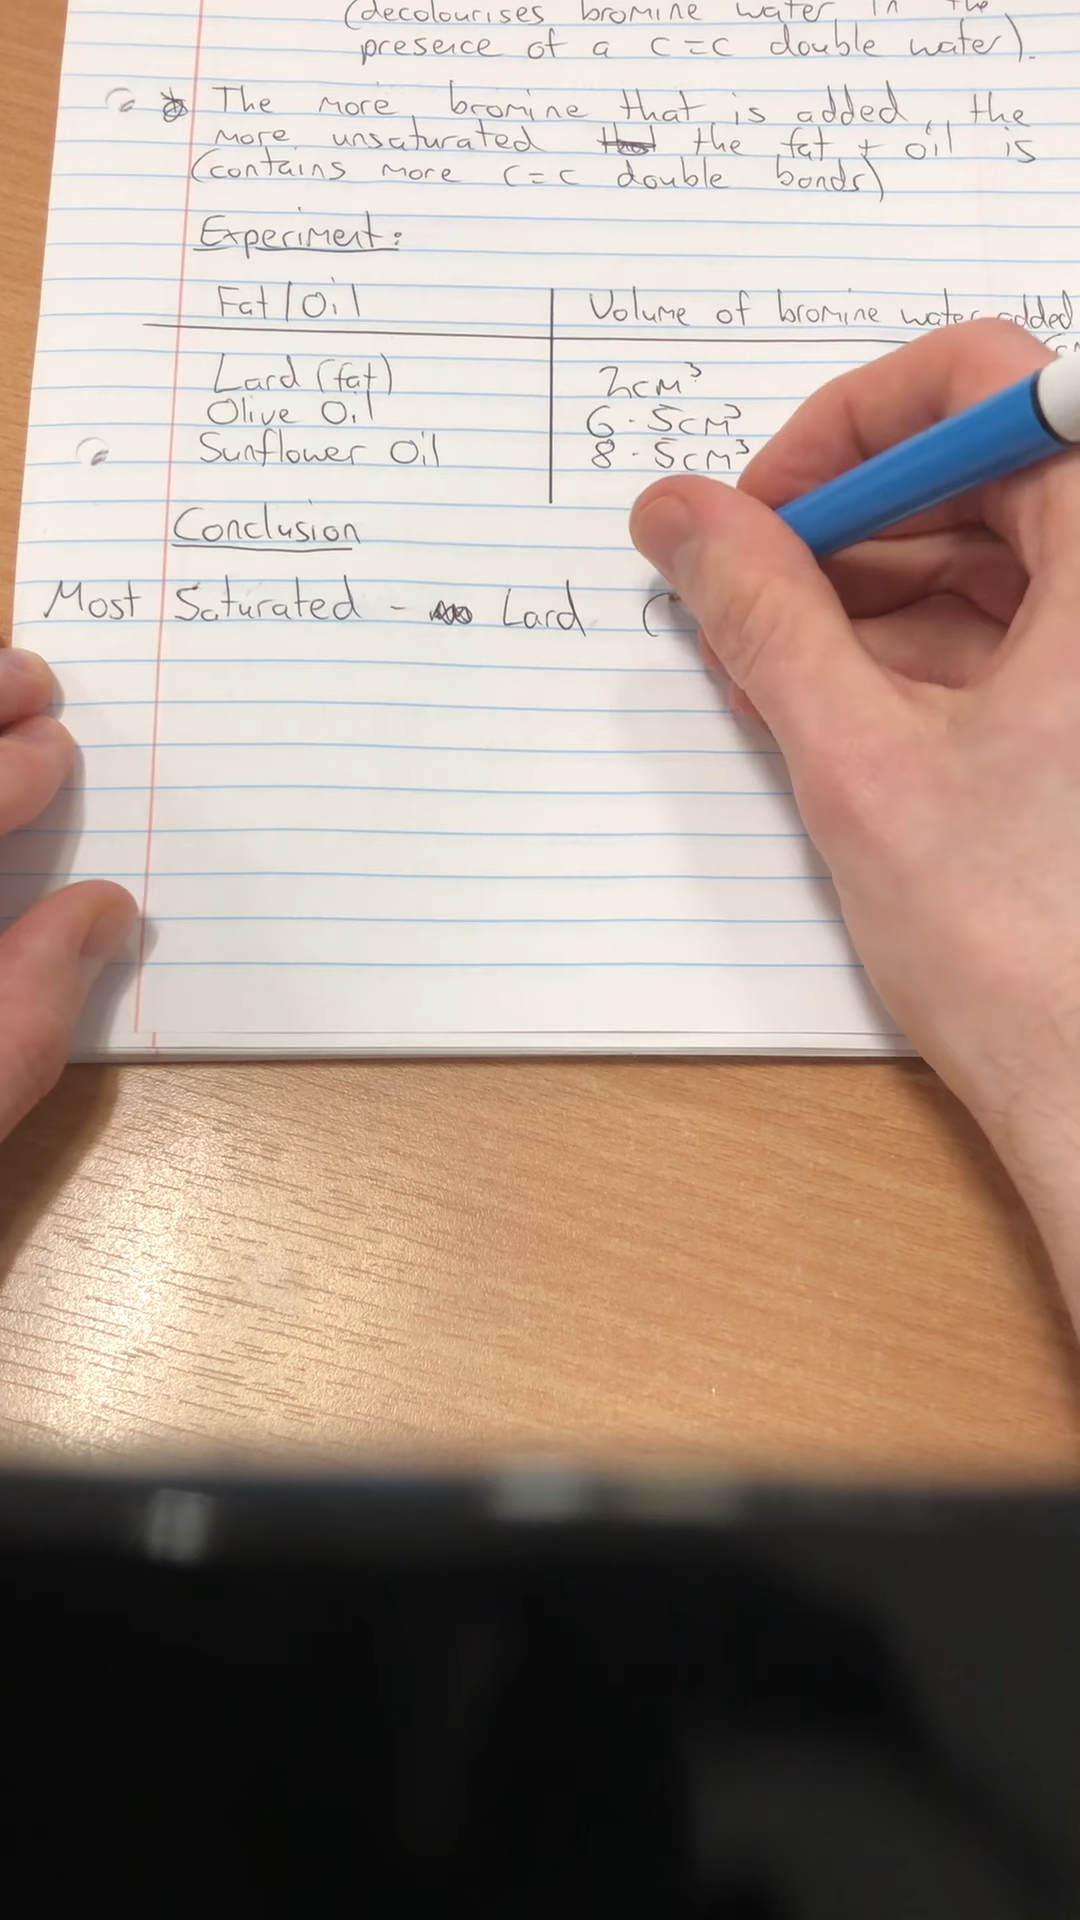 (decolourises bromine water in the
presence of a c=c double water).
The more bromine that is added, the
more unsaturated the fat + oil is
(contains more c=c double bonds)
Experiment:
Fat/Oil Volume of bromine water added
Lard (fat) 2cm³
Olive Oil 6.5cm³
Sunflower Oil 8.5cm³
Conclusion
Most Saturated - Lard (